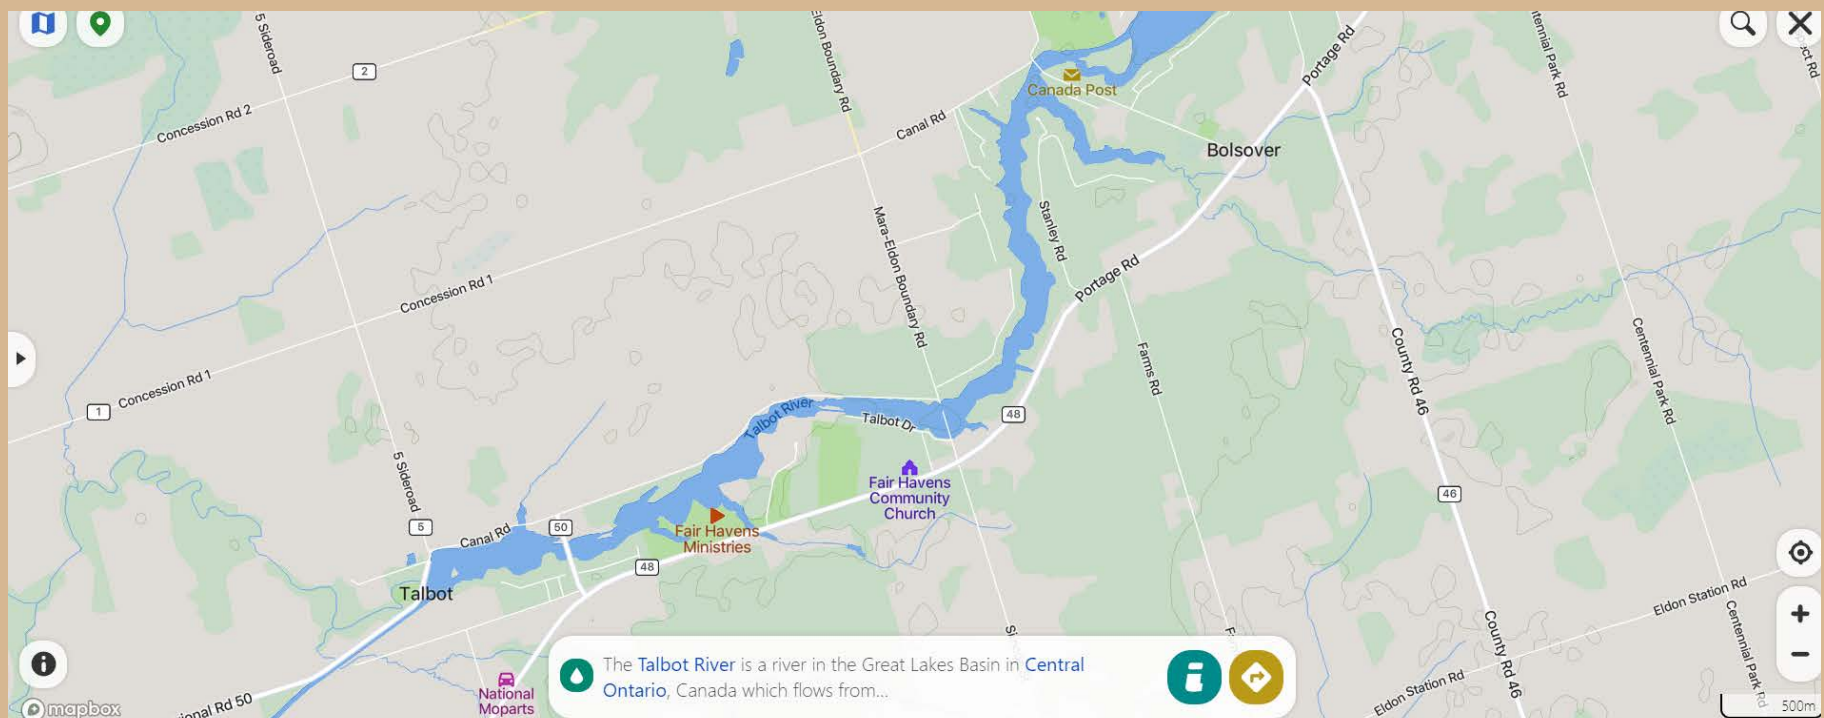 5 Sideroad
2
Concession Rd 2
Eldon Boundary Rd
Canal Rd
Canada Post
Portage Rd
Bolsover
Mara-Eldon Boundary Rd
Stanley Rd
Portage Rd
Concession Rd 1
Concession Rd 1
1
Farms Rd
County Rd 46
Centennial Park Rd
Talbot River
Talbot Dr
48
5 Sideroad
5
Canal Rd
50
48
Fair Havens
Community
Church
Fair Havens
Ministries
46
Talbot
Eldon Station Rd
Centennial Park Rd
County Rd 46
Eldon Station Rd
National
Moparts
The Talbot River is a river in the Great Lakes Basin in Central
Ontario, Canada which flows from...
mapbox
500m